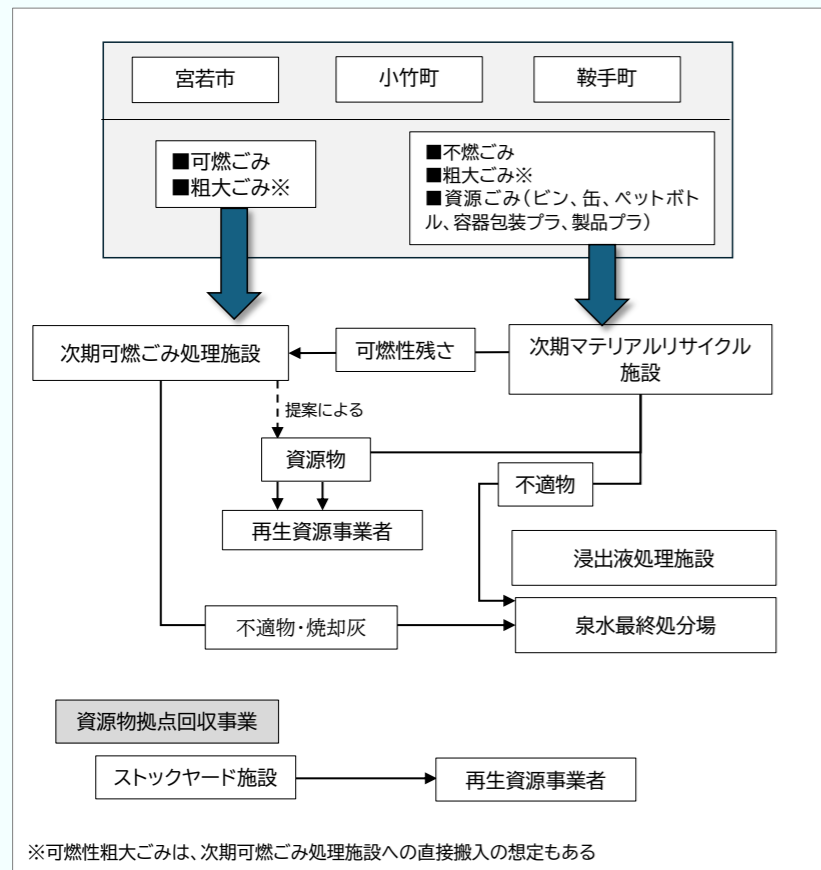 宮若市
小竹町
鞍手町
■可燃ごみ
■粗大ごみ※
■不燃ごみ
■粗大ごみ※
■資源ごみ(ビン、缶、ペットボト
ル、容器包装プラ、製品プラ)
次期可燃ごみ処理施設
可燃性残さ
次期マテリアルリサイクル
施設
提案による
資源物
不適物
再生資源事業者
浸出液処理施設
不適物・焼却灰
泉水最終処分場
資源物拠点回収事業
ストックヤード施設
再生資源事業者
※可燃性粗大ごみは、次期可燃ごみ処理施設への直接搬入の想定もある